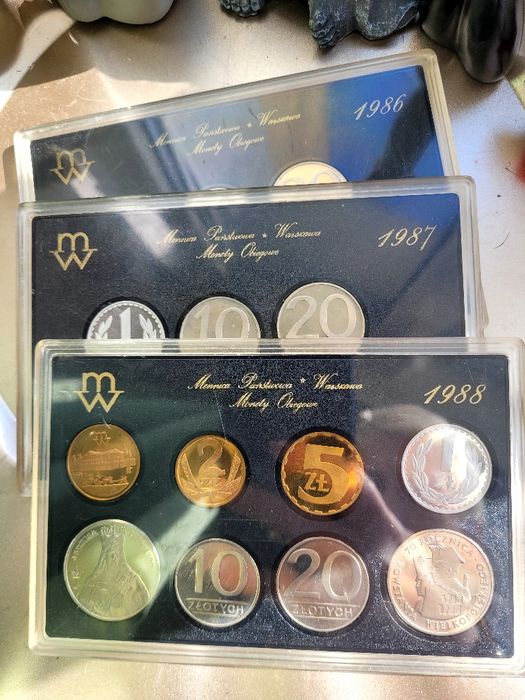 MW
Mennica Państwowa * Warszawa
Monety Obiegowe
1986
MW
Mennica Państwowa * Warszawa
Monety Obiegowe
1987
1
10
20
MW
Mennica Państwowa * Warszawa
Monety Obiegowe
1988
2
ZŁ
5
ZŁ
1
10
ZŁOTYCH
20
ZŁOTYCH
70 ROCZNICA
POWSTANIA WIELKOPOLSKIEGO